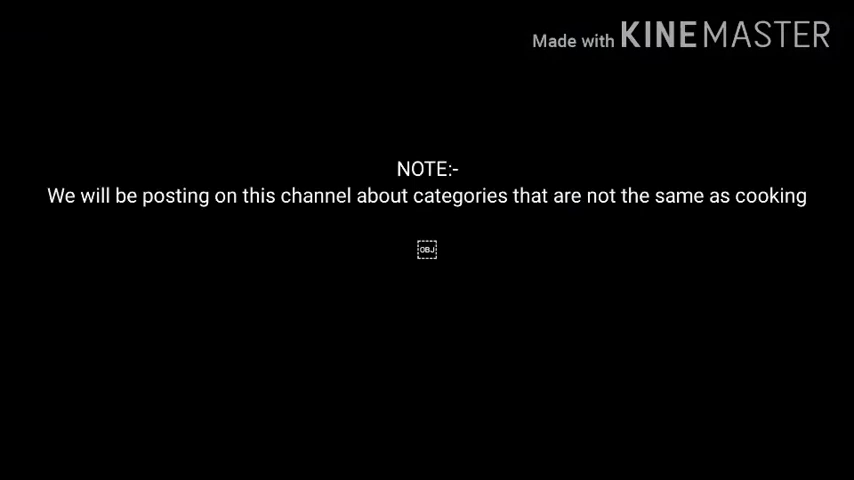 Made with KINEMASTER
NOTE:-
We will be posting on this channel about categories that are not the same as cooking
OBJ